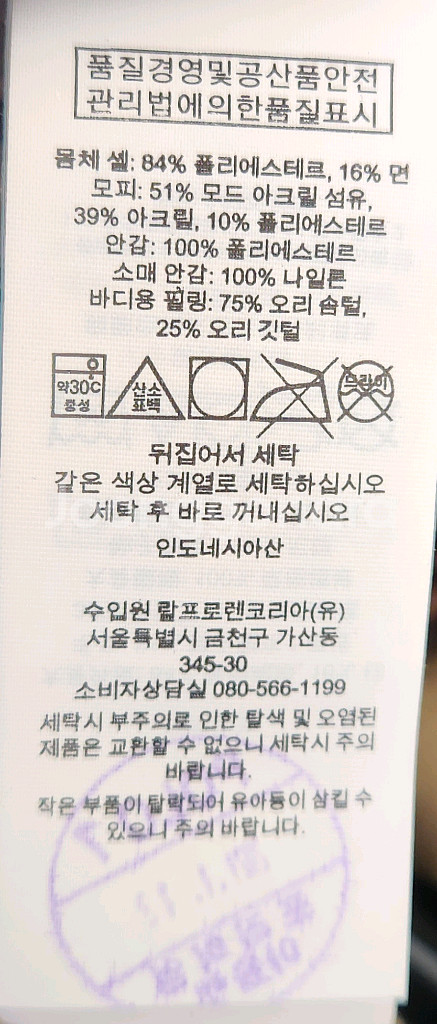 품질경영및공산품안전
관리법에의한품질표시
몸체 쉘: 84% 폴리에스테르, 16% 면
모피: 51% 모드 아크릴 섬유,
39% 아크릴, 10% 폴리에스테르
안감: 100% 폴리에스테르
소매 안감: 100% 나일론
바디용 필링: 75% 오리 솜털,
25% 오리 깃털
약30℃
중성
산소
표백
드라이
뒤집어서 세탁
같은 색상 계열로 세탁하십시오
세탁 후 바로 꺼내십시오
인도네시아산
수입원 랄프로렌코리아(유)
서울특별시 금천구 가산동
345-30
소비자상담실 080-566-1199
세탁시 부주의로 인한 탈색 및 오염된
제품은 교환할 수 없으니 세탁시 주의
바랍니다.
작은 부품이 탈락되어 유아등이 삼킬 수
있으니 주의 바랍니다.